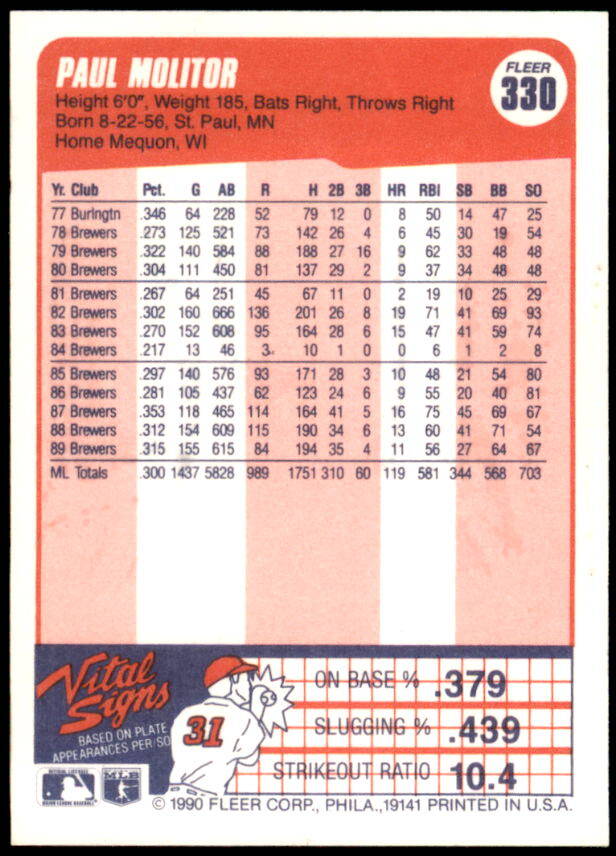 PAUL MOLITOR
FLEER
330
Height 6'0", Weight 185, Bats Right, Throws Right
Born 8-22-56, St. Paul, MN
Home Mequon, WI
Yr. Club Pct. G AB R H 2B 3B HR RBI SB BB SO
77 Burlngtn .346 64 228 52 79 12 0 8 50 14 47 25
78 Brewers .273 125 521 73 142 26 4 6 45 30 19 54
79 Brewers .322 140 584 88 188 27 16 9 62 33 48 48
80 Brewers .304 111 450 81 137 29 2 9 37 34 48 48
81 Brewers .267 64 251 45 67 11 0 2 19 10 25 29
82 Brewers .302 160 666 136 201 26 8 19 71 41 69 93
83 Brewers .270 152 608 95 164 28 6 15 47 41 59 74
84 Brewers .217 13 46 3 10 1 0 0 6 1 2 8
85 Brewers .297 140 576 93 171 28 3 10 48 21 54 80
86 Brewers .281 105 437 62 123 24 6 9 55 20 40 81
87 Brewers .353 118 465 114 164 41 5 16 75 45 69 67
88 Brewers .312 154 609 115 190 34 6 13 60 41 71 54
89 Brewers .315 155 615 84 194 35 4 11 56 27 64 67
ML Totals .300 1437 5828 989 1751 310 60 119 581 344 568 703
Vital
Signs
BASED ON PLATE
APPEARANCES PER/SO
31
ON BASE % .379
SLUGGING % .439
STRIKEOUT RATIO 10.4
MLB
© 1990 FLEER CORP., PHILA.,19141 PRINTED IN U.S.A.